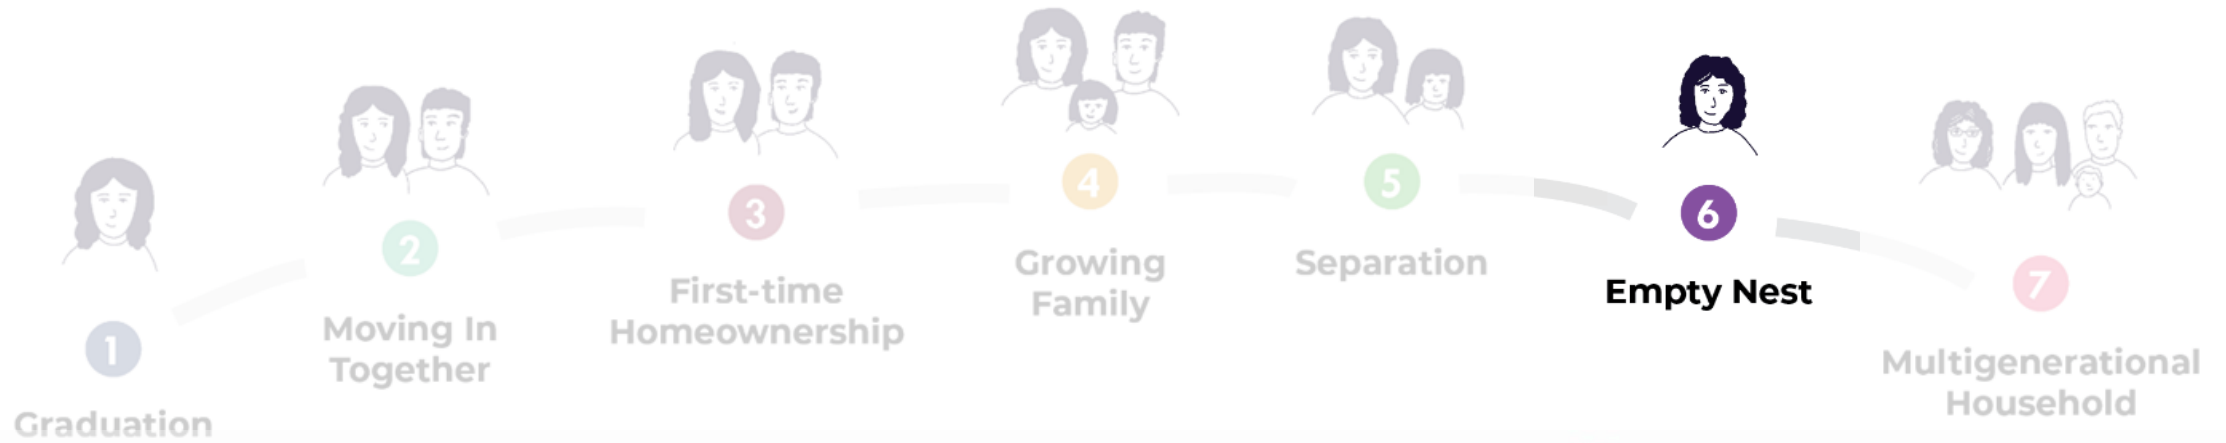 1
Graduation
2
Moving In
Together
3
First-time
Homeownership
4
Growing
Family
5
Separation
6
Empty Nest
7
Multigenerational
Household